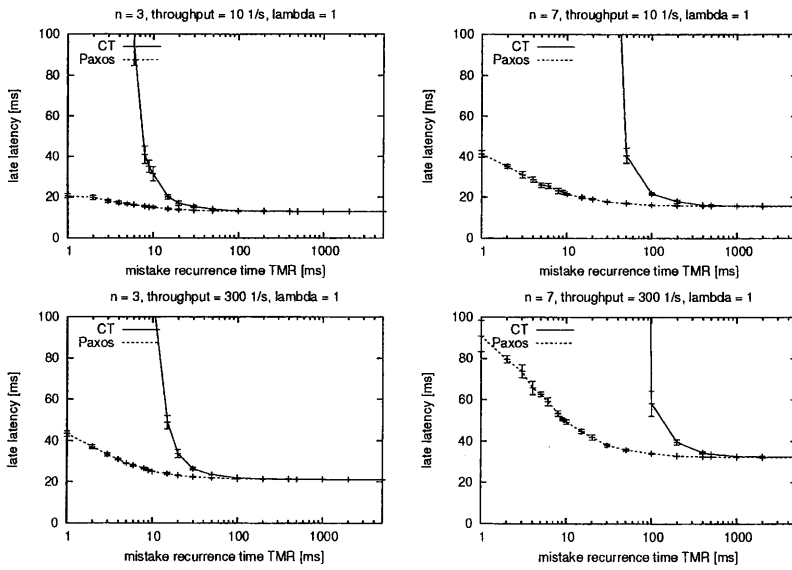 n = 3, throughput = 10 1/s, lambda = 1
100
80
60
40
20
0
late latency [ms]
CT
Paxos
1 10 100 1000
mistake recurrence time TMR [ms]
n = 7, throughput = 10 1/s, lambda = 1
100
80
60
40
20
0
late latency [ms]
CT
Paxos
1 10 100 1000
mistake recurrence time TMR [ms]
n = 3, throughput = 300 1/s, lambda = 1
100
80
60
40
20
0
late latency [ms]
CT
Paxos
1 10 100 1000
mistake recurrence time TMR [ms]
n = 7, throughput = 300 1/s, lambda = 1
100
80
60
40
20
0
late latency [ms]
CT
Paxos
1 10 100 1000
mistake recurrence time TMR [ms]